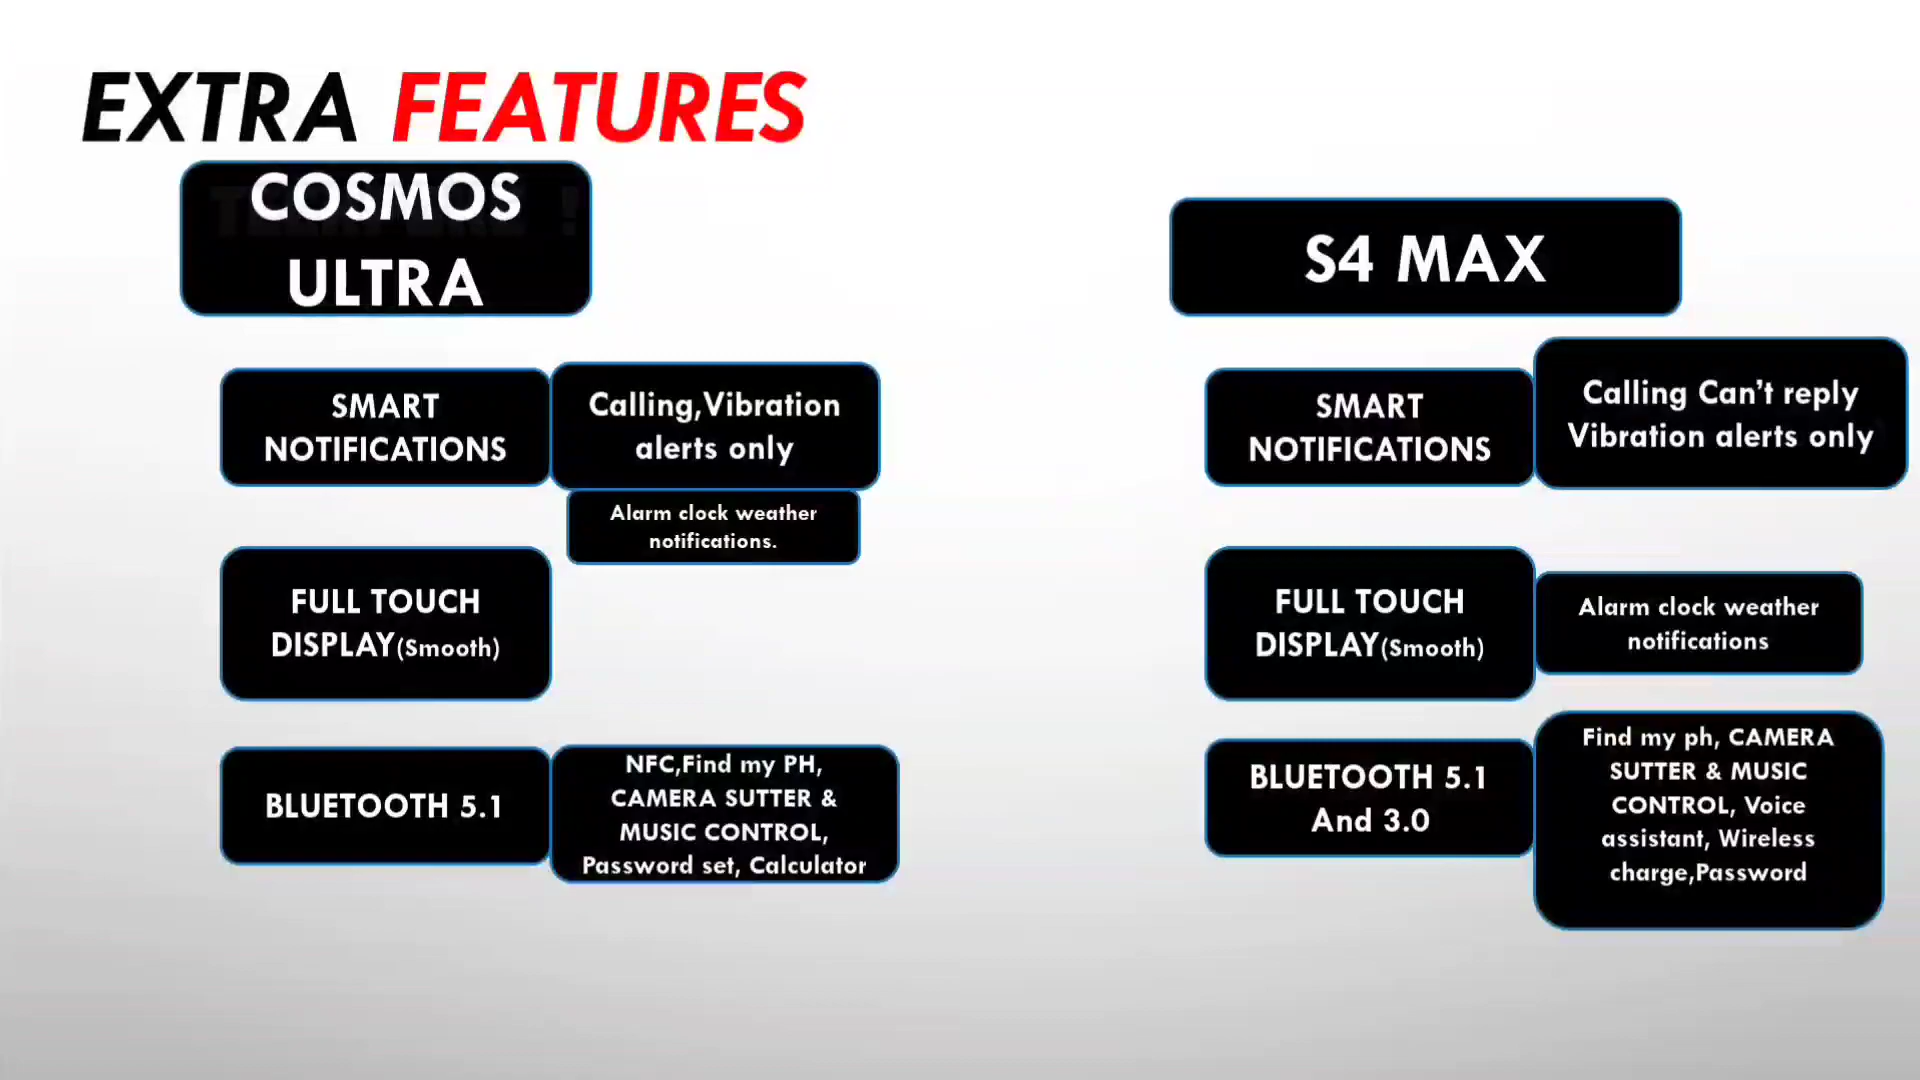 EXTRA FEATURES
COSMOS
ULTRA
SMART
NOTIFICATIONS
Calling,Vibration
alerts only
Alarm clock weather
notifications.
FULL TOUCH
DISPLAY(Smooth)
BLUETOOTH 5.1
NFC,Find my PH,
CAMERA SUTTER &
MUSIC CONTROL,
Password set, Calculator
S4 MAX
SMART
NOTIFICATIONS
Calling Can’t reply
Vibration alerts only
FULL TOUCH
DISPLAY(Smooth)
Alarm clock weather
notifications
BLUETOOTH 5.1
And 3.0
Find my ph, CAMERA
SUTTER & MUSIC
CONTROL, Voice
assistant, Wireless
charge,Password